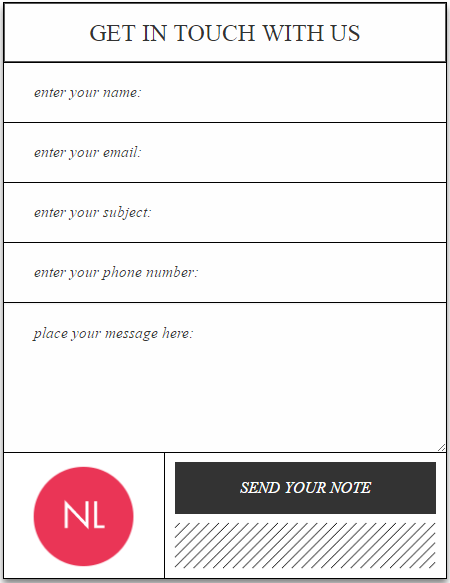 GET IN TOUCH WITH US
enter your name:
enter your email:
enter your subject:
enter your phone number:
place your message here:
NL
SEND YOUR NOTE